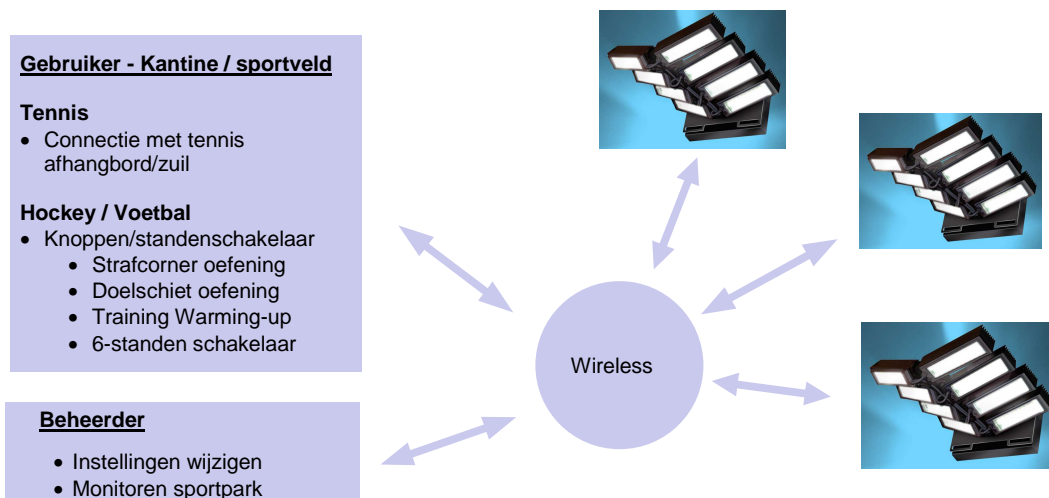 Gebruiker - Kantine / sportveld
Tennis
• Connectie met tennis
afhangbord/zuil
Hockey / Voetbal
• Knoppen/standenschakelaar
• Strafcorner oefening
• Doelschiet oefening
• Training Warming-up
• 6-standen schakelaar
Beheerder
• Instellingen wijzigen
• Monitoren sportpark
Wireless